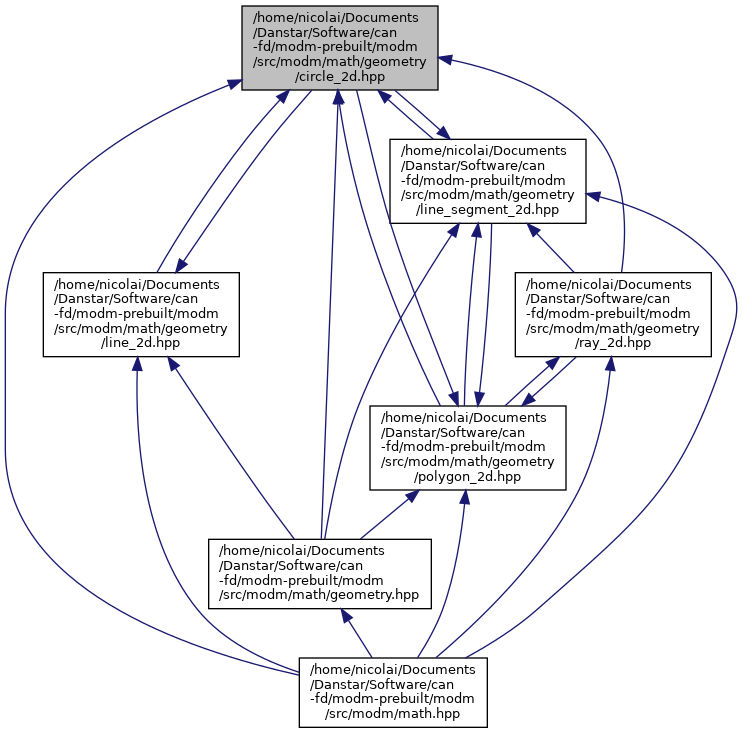 /home/nicolai/Documents
/Danstar/Software/can
-fd/modm-prebuilt/modm
/src/modm/math/geometry
/circle_2d.hpp
/home/nicolai/Documents
/Danstar/Software/can
-fd/modm-prebuilt/modm
/src/modm/math/geometry
/line_segment_2d.hpp
/home/nicolai/Documents
/Danstar/Software/can
-fd/modm-prebuilt/modm
/src/modm/math/geometry
/line_2d.hpp
/home/nicolai/Documents
/Danstar/Software/can
-fd/modm-prebuilt/modm
/src/modm/math/geometry
/ray_2d.hpp
/home/nicolai/Documents
/Danstar/Software/can
-fd/modm-prebuilt/modm
/src/modm/math/geometry
/polygon_2d.hpp
/home/nicolai/Documents
/Danstar/Software/can
-fd/modm-prebuilt/modm
/src/modm/math/geometry.hpp
/home/nicolai/Documents
/Danstar/Software/can
-fd/modm-prebuilt/modm
/src/modm/math.hpp